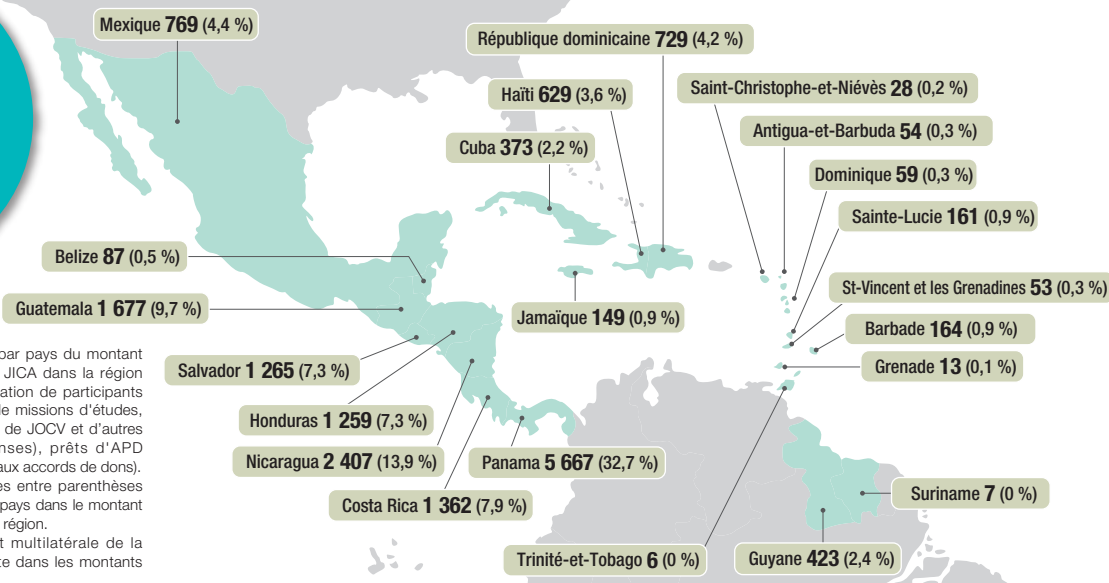 Mexique 769 (4,4 %)
République dominicaine 729 (4,2 %)
Haïti 629 (3,6 %)
Saint-Christophe-et-Niévès 28 (0,2 %)
Antigua-et-Barbuda 54 (0,3 %)
Cuba 373 (2,2 %)
Dominique 59 (0,3 %)
Sainte-Lucie 161 (0,9 %)
Belize 87 (0,5 %)
St-Vincent et les Grenadines 53 (0,3 %)
Guatemala 1 677 (9,7 %)
Jamaïque 149 (0,9 %)
Barbade 164 (0,9 %)
Grenade 13 (0,1 %)
Salvador 1 265 (7,3 %)
Honduras 1 259 (7,3 %)
Nicaragua 2 407 (13,9 %)
Panama 5 667 (32,7 %)
Costa Rica 1 362 (7,9 %)
Suriname 7 (0 %)
Trinité-et-Tobago 6 (0 %)
Guyane 423 (2,4 %)
par pays du montant
JICA dans la région
ation de participants
de missions d'études,
de JOCV et d'autres
nses), prêts d'APD
aux accords de dons).
es entre parenthèses
pays dans le montant
région.
t multilatérale de la
te dans les montants